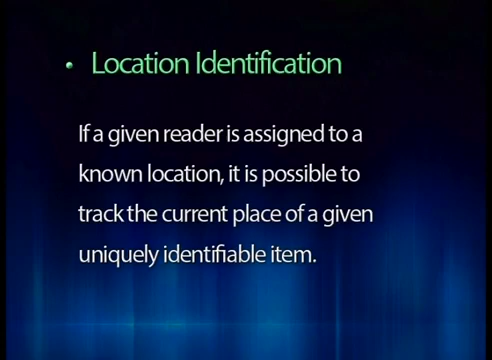 • Location Identification
If a given reader is assigned to a
known location, it is possible to
track the current place of a given
uniquely identifiable item.